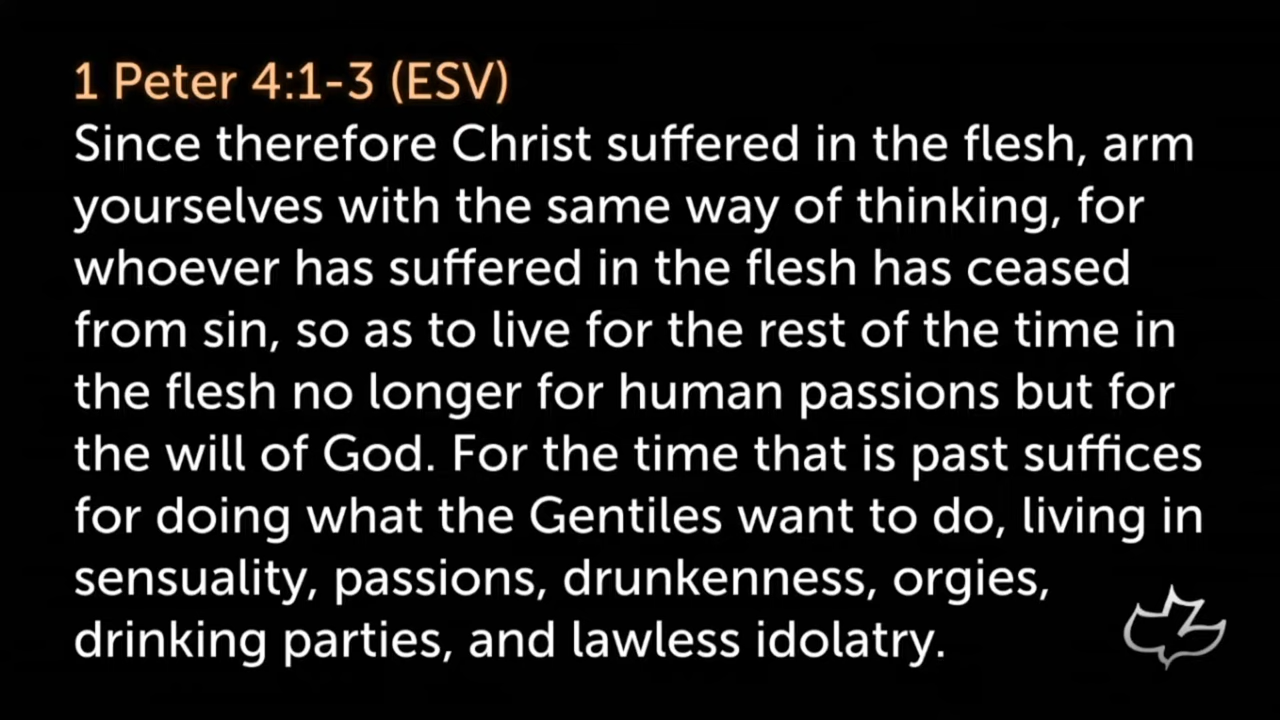 1 Peter 4:1-3 (ESV)
Since therefore Christ suffered in the flesh, arm
yourselves with the same way of thinking, for
whoever has suffered in the flesh has ceased
from sin, so as to live for the rest of the time in
the flesh no longer for human passions but for
the will of God. For the time that is past suffices
for doing what the Gentiles want to do, living in
sensuality, passions, drunkenness, orgies,
drinking parties, and lawless idolatry.